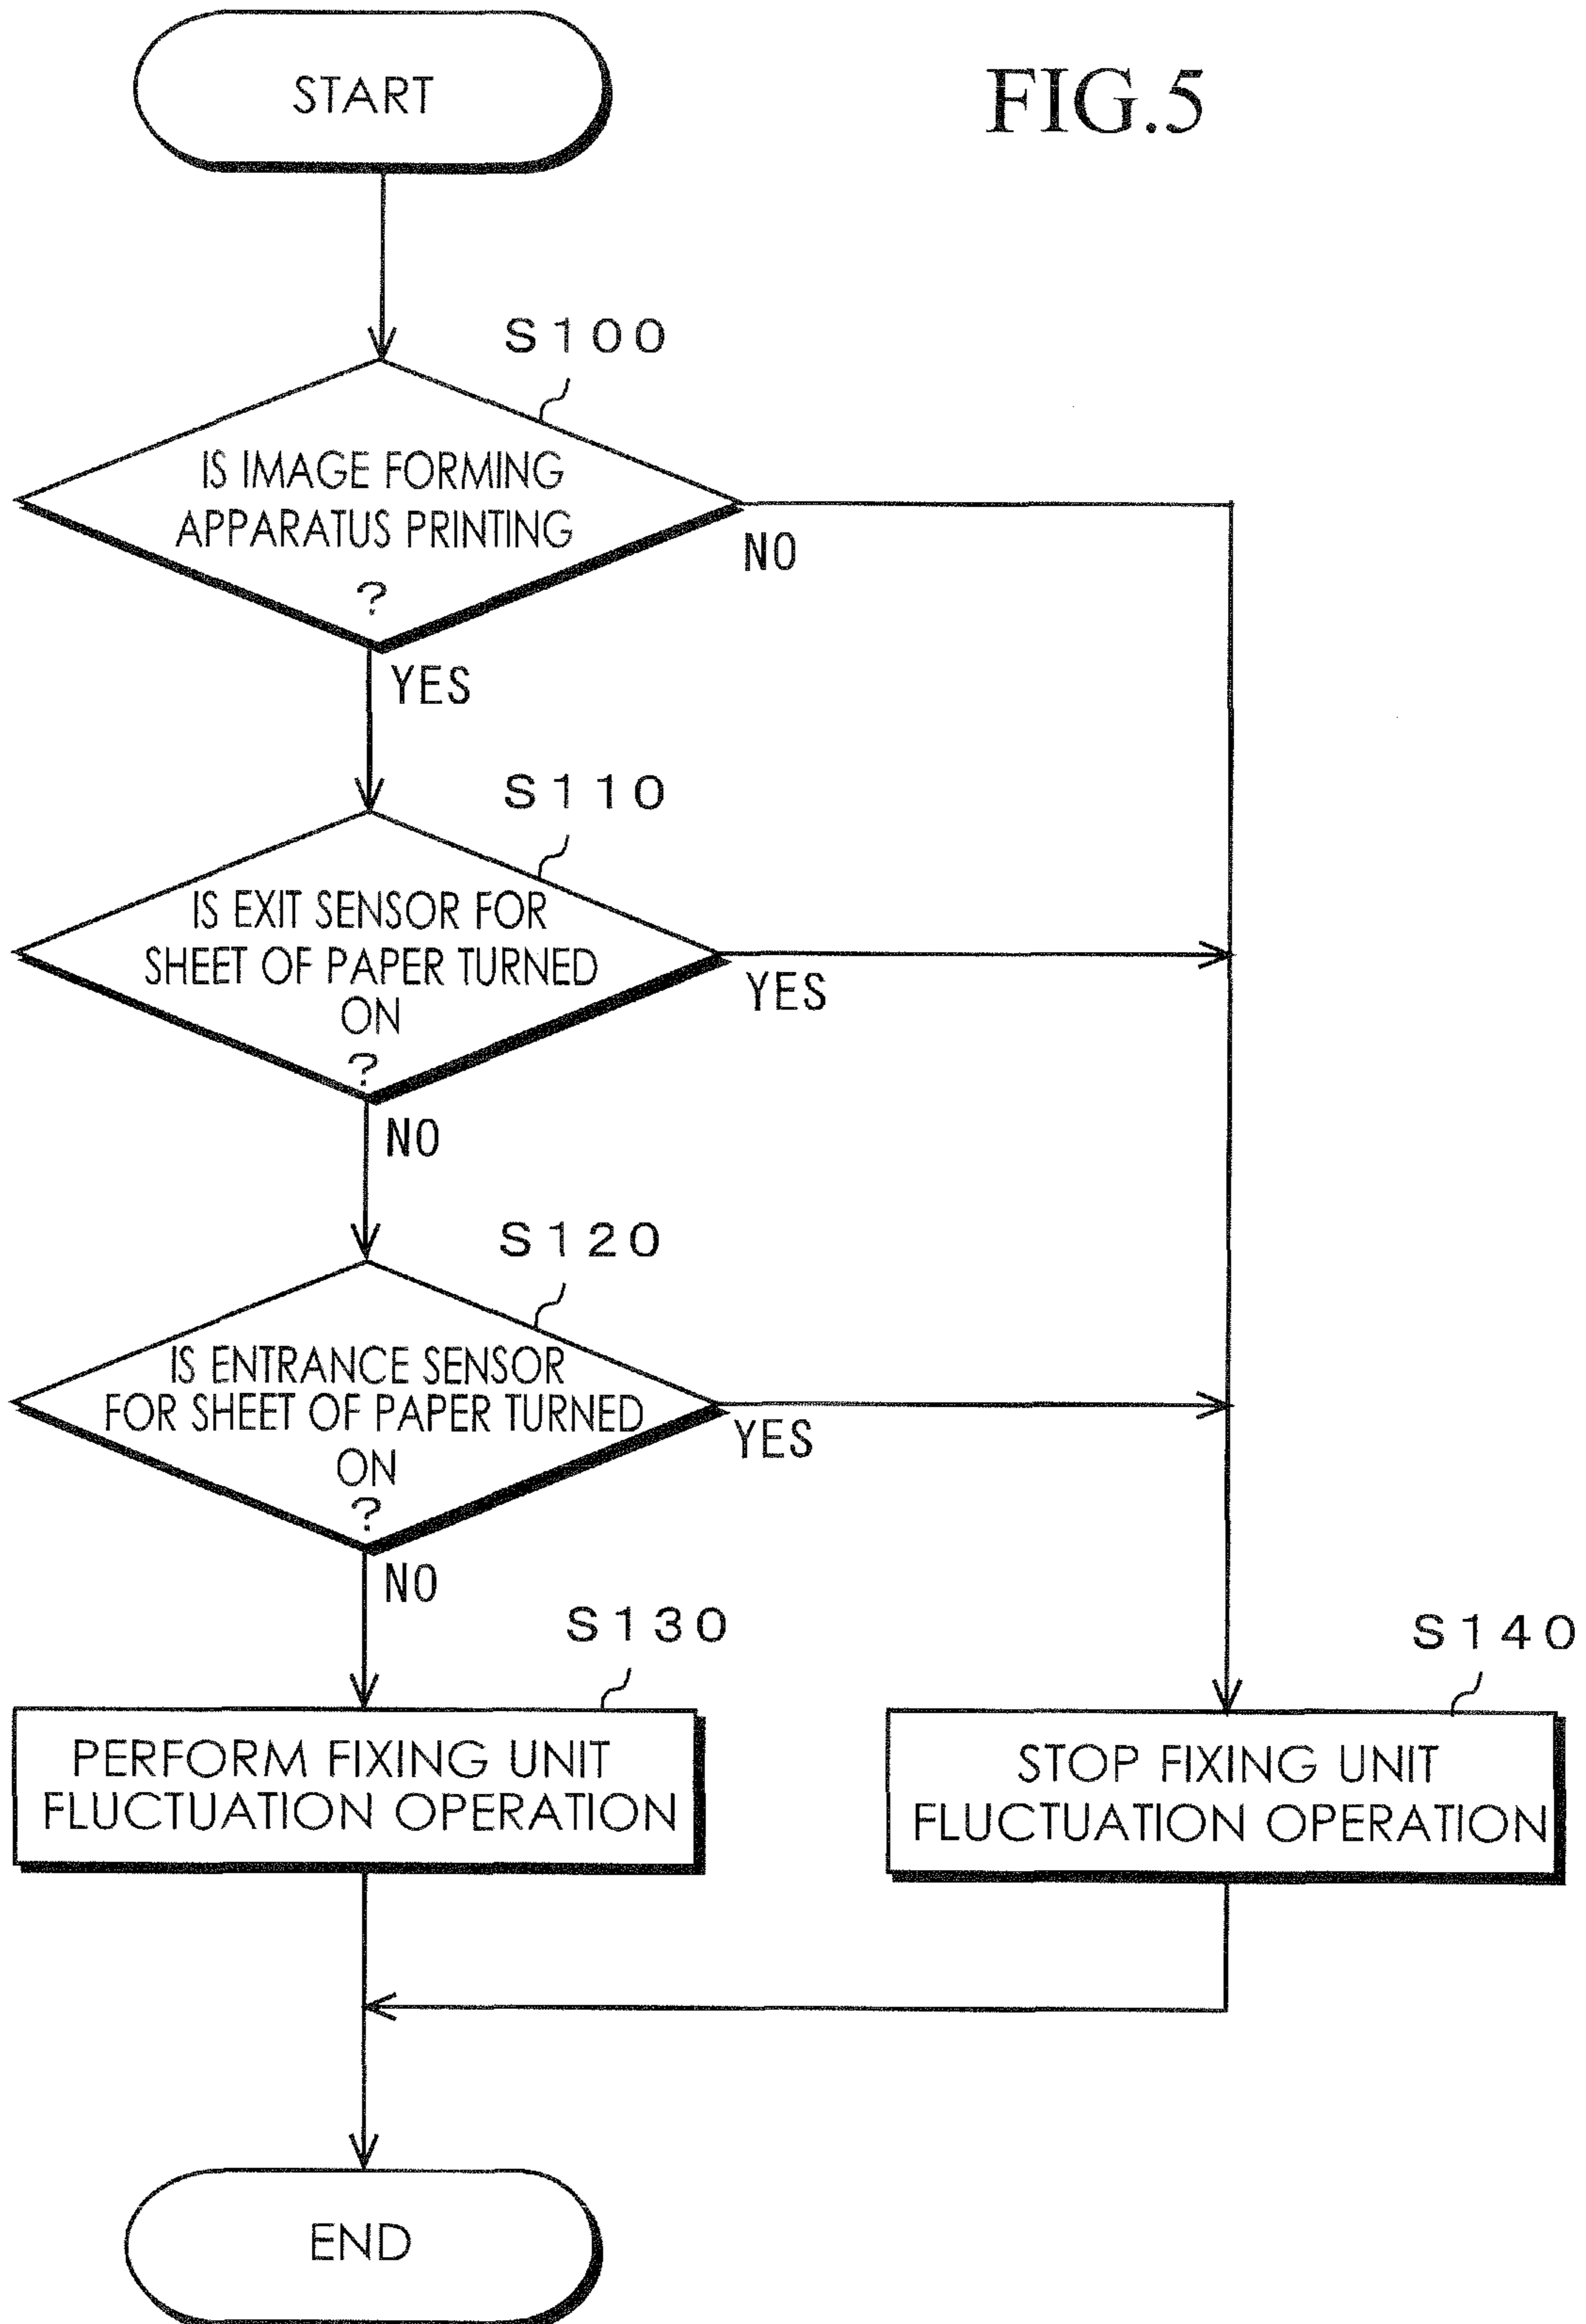 START
FIG.5
S100
IS IMAGE FORMING
APPARATUS PRINTING
?
NO
YES
S110
IS EXIT SENSOR FOR
SHEET OF PAPER TURNED
ON
?
YES
NO
S120
IS ENTRANCE SENSOR
FOR SHEET OF PAPER TURNED
ON
?
YES
NO
S130
PERFORM FIXING UNIT
FLUCTUATION OPERATION
S140
STOP FIXING UNIT
FLUCTUATION OPERATION
END